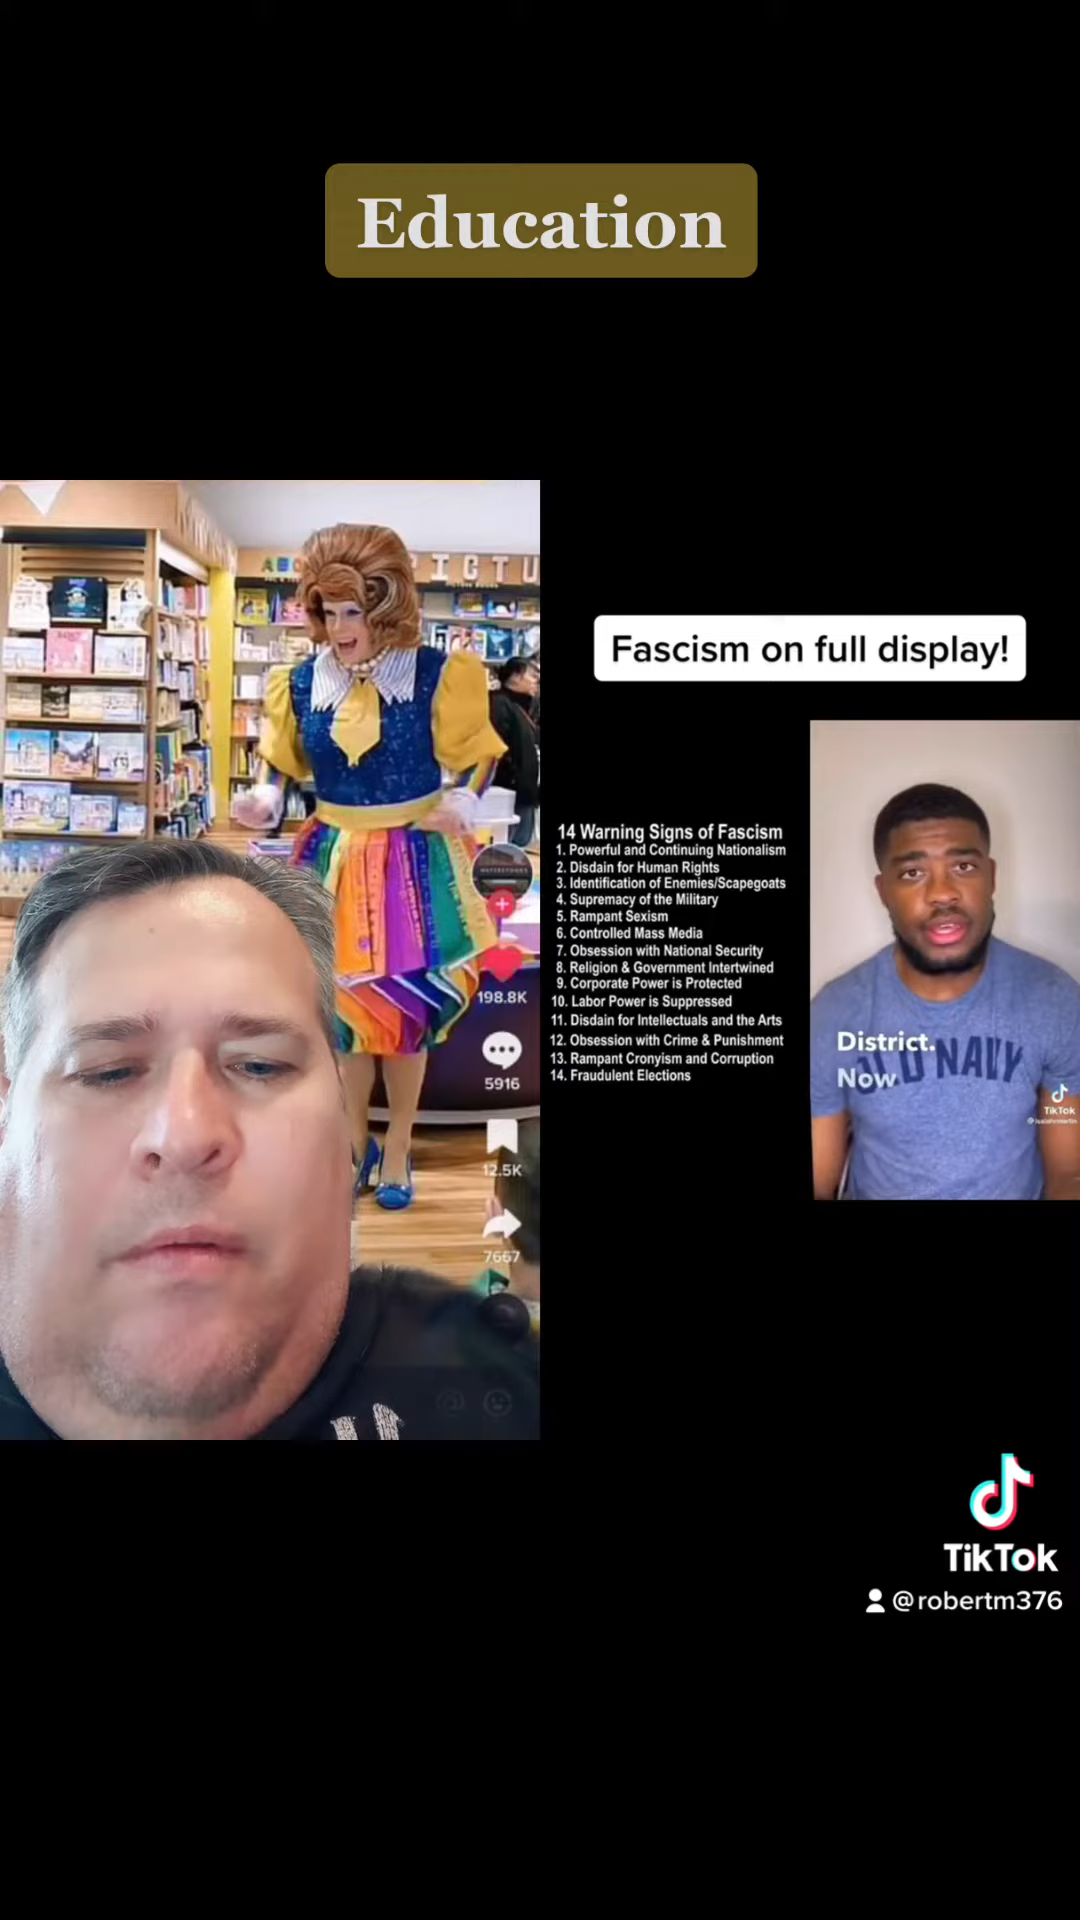 Education
PICTU
WATERSTONES
198.8K
5916
12.5K
7667
Fascism on full display!
14 Warning Signs of Fascism
1. Powerful and Continuing Nationalism
2. Disdain for Human Rights
3. Identification of Enemies/Scapegoats
4. Supremacy of the Military
5. Rampant Sexism
6. Controlled Mass Media
7. Obsession with National Security
8. Religion & Government Intertwined
9. Corporate Power is Protected
10. Labor Power is Suppressed
11. Disdain for Intellectuals and the Arts
12. Obsession with Crime & Punishment
13. Rampant Cronyism and Corruption
14. Fraudulent Elections
District.
Now
NAVY
TikTok
TikTok
@robertm376